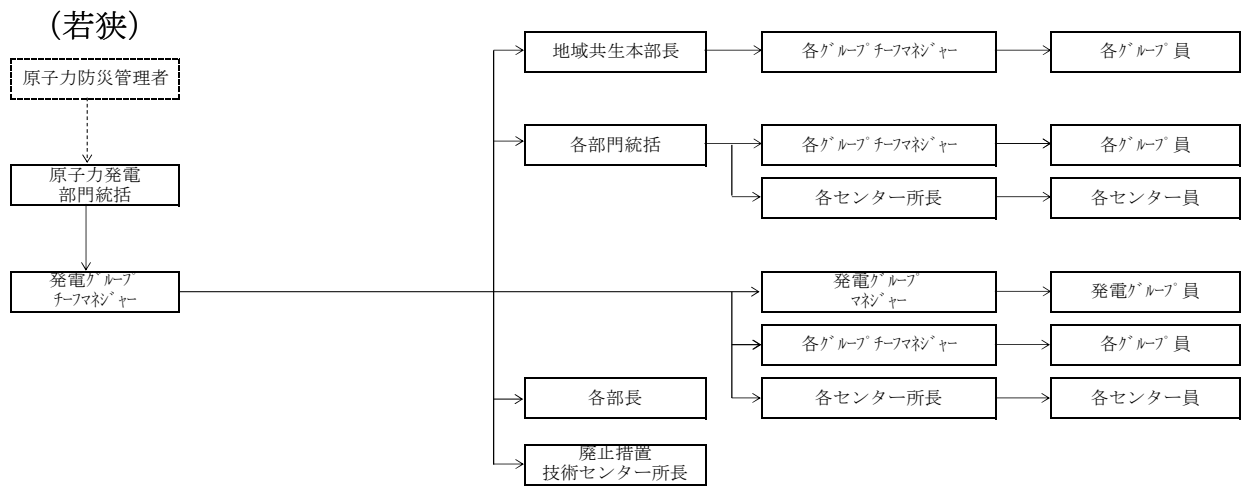 (若狭)
原子力防災管理者
原子力発電
部門統括
発電ｸﾞﾙｰﾌﾟ
ﾁｰﾌﾏﾈｼﾞｬｰ
地域共生本部長
各ｸﾞﾙｰﾌﾟﾁｰﾌﾏﾈｼﾞｬｰ
各ｸﾞﾙｰﾌﾟ員
各部門統括
各ｸﾞﾙｰﾌﾟﾁｰﾌﾏﾈｼﾞｬｰ
各ｸﾞﾙｰﾌﾟ員
各センター所長
各センター員
発電ｸﾞﾙｰﾌﾟ
ﾏﾈｼﾞｬｰ
発電ｸﾞﾙｰﾌﾟ員
各ｸﾞﾙｰﾌﾟﾁｰﾌﾏﾈｼﾞｬｰ
各ｸﾞﾙｰﾌﾟ員
各部長
各センター所長
各センター員
廃止措置
技術センター所長